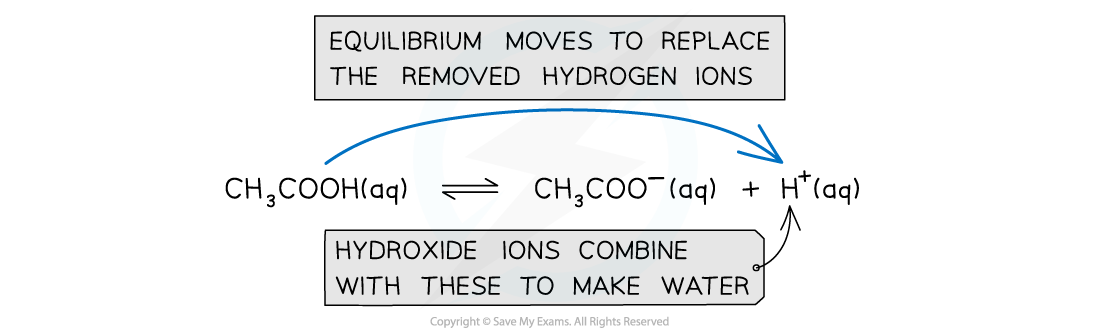 EQUILIBRIUM MOVES TO REPLACE
THE REMOVED HYDROGEN IONS
CH₃COOH(aq) ⇌ CH₃COO⁻(aq) + H⁺(aq)
HYDROXIDE IONS COMBINE
WITH THESE TO MAKE WATER
Copyright © Save My Exams. All Rights Reserved